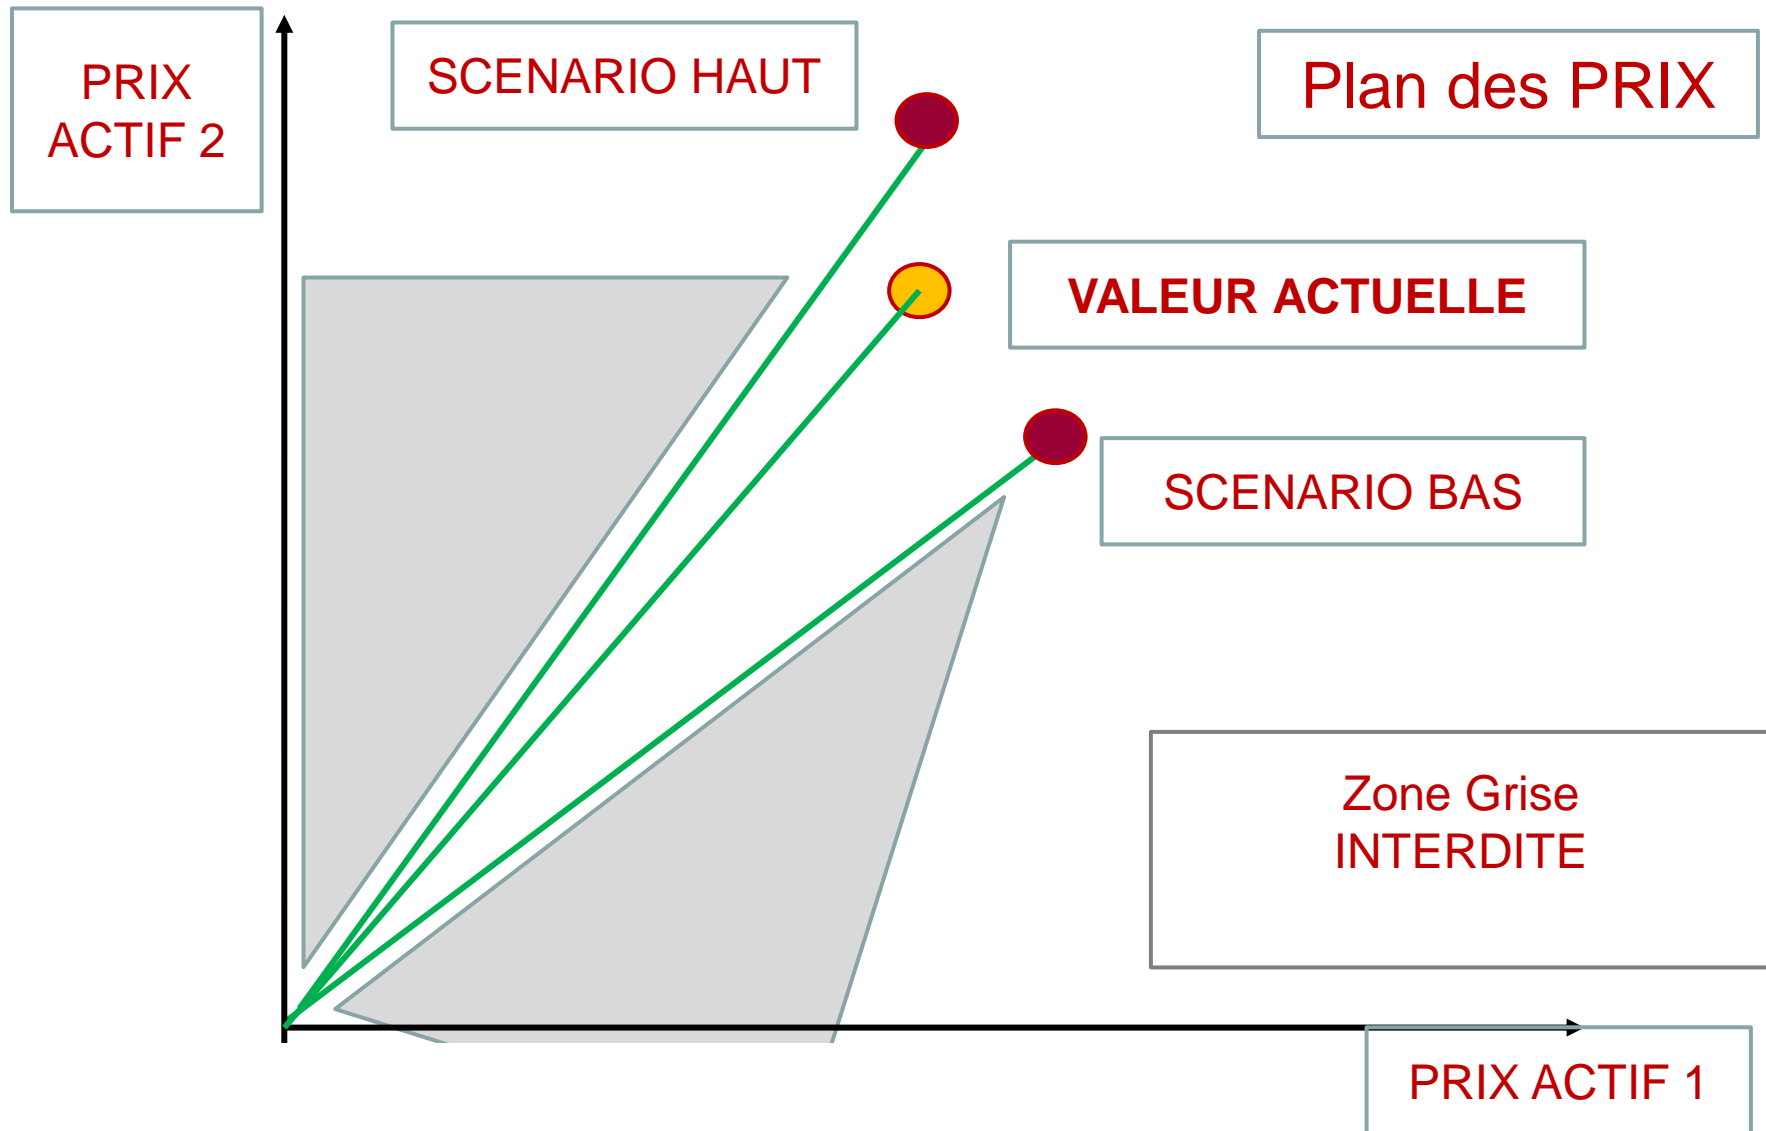 PRIX
ACTIF 2
SCENARIO HAUT
Plan des PRIX
VALEUR ACTUELLE
SCENARIO BAS
Zone Grise
INTERDITE
PRIX ACTIF 1